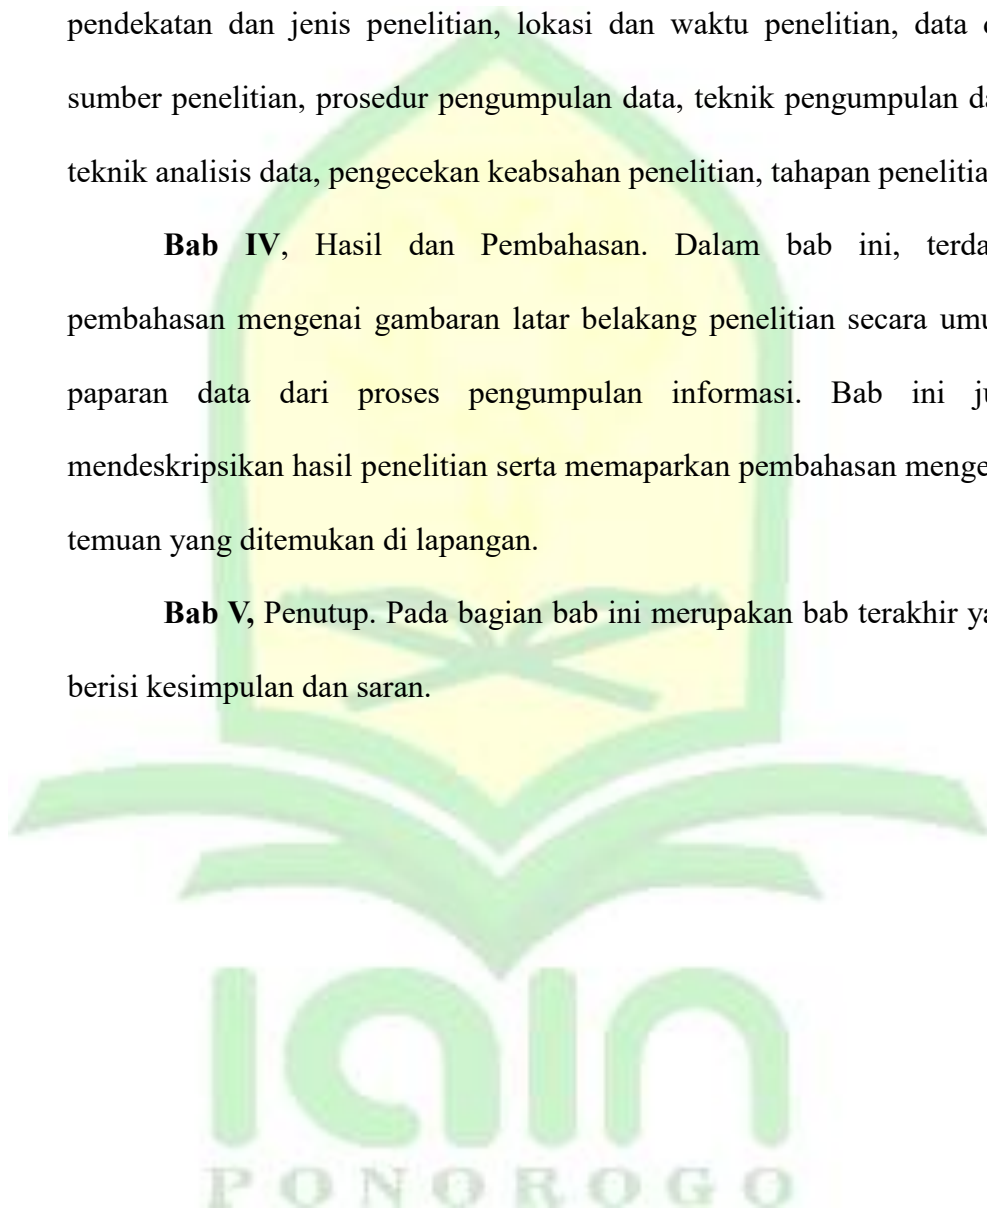 pendekatan dan jenis penelitian, lokasi dan waktu penelitian, data
sumber penelitian, prosedur pengumpulan data, teknik pengumpulan
teknik analisis data, pengecekan keabsahan penelitian, tahapan
Bab IV, Hasil dan Pembahasan. Dalam bab ini,
pembahasan mengenai gambaran latar belakang penelitian secara
paparan data dari proses pengumpulan informasi. Bab ini
mendeskripsikan hasil penelitian serta memaparkan pembahasan
temuan yang ditemukan di lapangan.
Bab V, Penutup. Pada bagian bab ini merupakan bab terakhir
berisi kesimpulan dan saran.
iain
PONOROGO